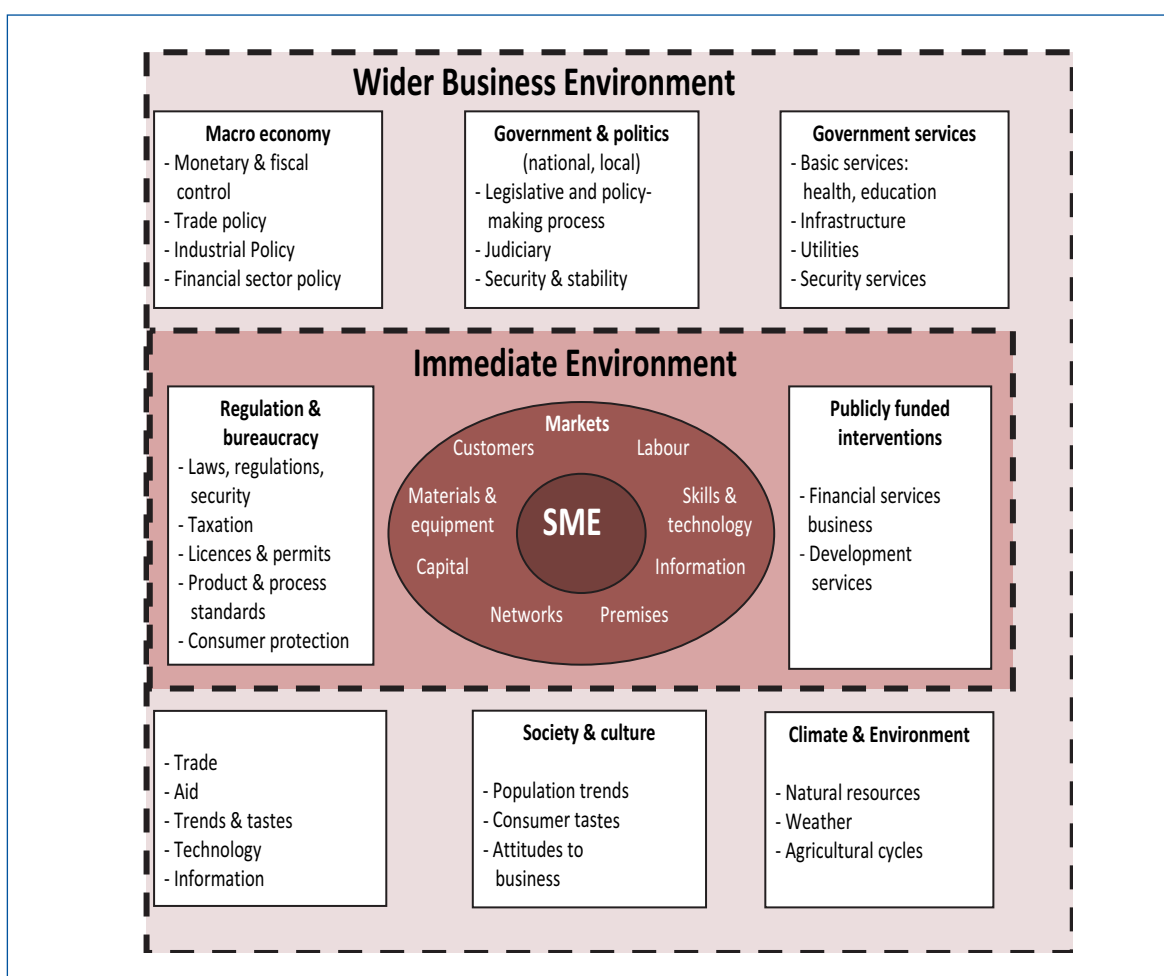 Wider Business Environment
Macro economy
- Monetary & fiscal
control
- Trade policy
- Industrial Policy
- Financial sector policy
Government & politics
(national, local)
- Legislative and policy-
making process
- Judiciary
- Security & stability
Government services
- Basic services:
health, education
- Infrastructure
- Utilities
- Security services
Immediate Environment
Regulation &
bureaucracy
- Laws, regulations,
security
- Taxation
- Licences & permits
- Product & process
standards
- Consumer protection
Markets
Customers
Labour
Materials &
equipment
SME
Skills &
technology
Capital
Information
Networks
Premises
Publicly funded
interventions
- Financial services
business
- Development
services
- Trade
- Aid
- Trends & tastes
- Technology
- Information
Society & culture
- Population trends
- Consumer tastes
- Attitudes to
business
Climate & Environment
- Natural resources
- Weather
- Agricultural cycles